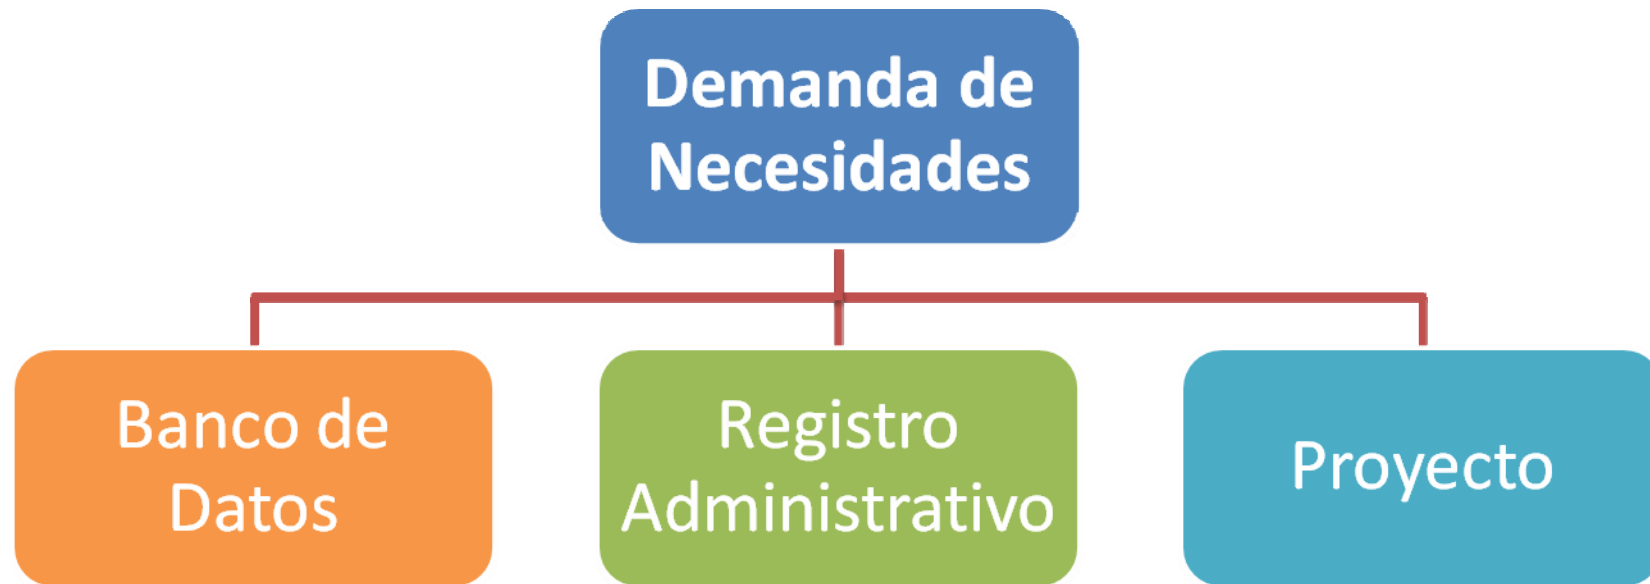 Demanda de
Necesidades
Banco de
Datos
Registro
Administrativo
Proyecto